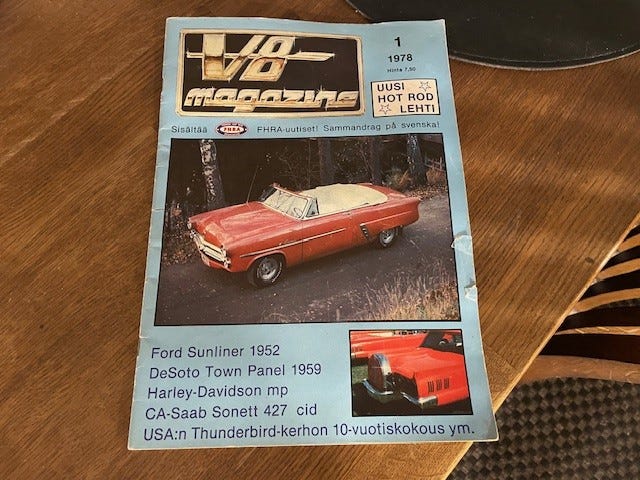 V8
magazine
1
1978
Hinta 7,50
UUSI
HOT ROD
LEHTI
Sisältää FHRA FHRA-uutiset! Sammandrag på svenska!
Ford Sunliner 1952
DeSoto Town Panel 1959
Harley-Davidson mp
CA-Saab Sonett 427 cid
USA:n Thunderbird-kerhon 10-vuotiskokous ym.